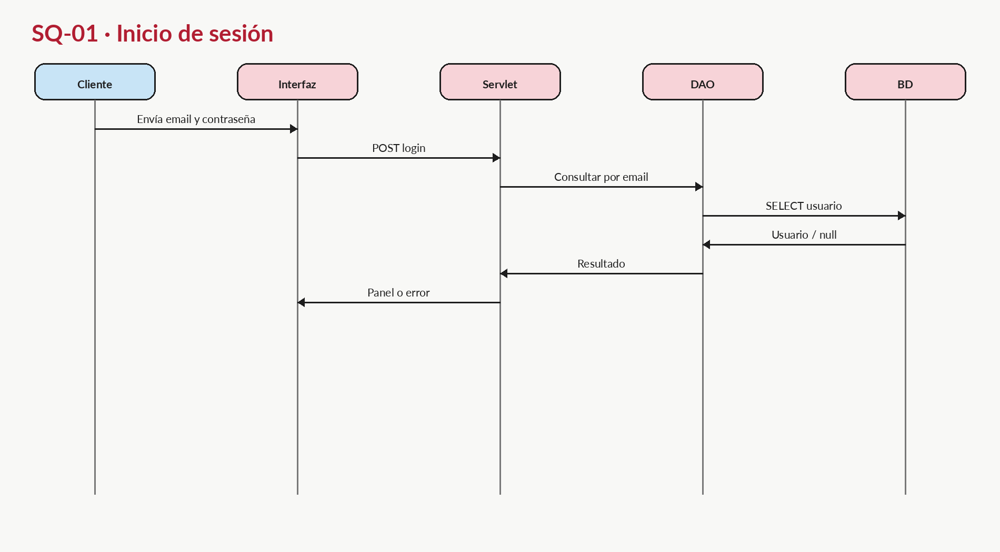 SQ-01 · Inicio de sesión
Cliente
Interfaz
Servlet
DAO
BD
Envía email y contraseña
POST login
Consultar por email
SELECT usuario
Usuario / null
Resultado
Panel o error